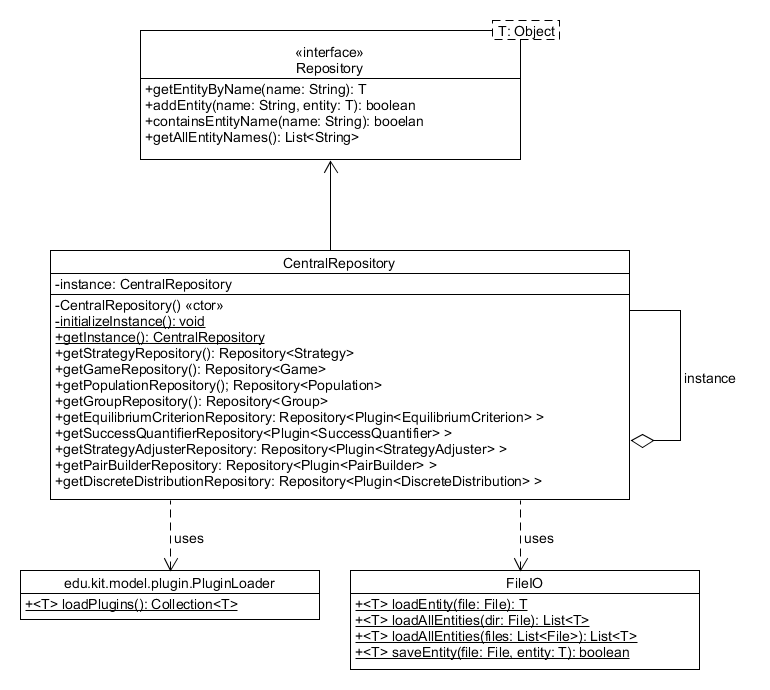 T: Object
«interface»
Repository
+getEntityByName(name: String): T
+addEntity(name: String, entity: T): boolean
+containsEntityName(name: String): booelan
+getAllEntityNames(): List<String>
CentralRepository
-instance: CentralRepository
-CentralRepository() «ctor»
-initializeInstance(): void
+getInstance(): CentralRepository
+getStrategyRepository(): Repository<Strategy>
+getGameRepository(): Repository<Game>
+getPopulationRepository(); Repository<Population>
+getGroupRepository(): Repository<Group>
+getEquilibriumCriterionRepository: Repository<Plugin<EquilibriumCriterion> >
+getSuccessQuantifierRepository<Plugin<SuccessQuantifier> >
+getStrategyAdjusterRepository: Repository<Plugin<StrategyAdjuster> >
+getPairBuilderRepository: Repository<Plugin<PairBuilder> >
+getDiscreteDistributionRepository: Repository<Plugin<DiscreteDistribution> >
instance
uses
uses
edu.kit.model.plugin.PluginLoader
+<T> loadPlugins(): Collection<T>
FileIO
+<T> loadEntity(file: File): T
+<T> loadAllEntities(dir: File): List<T>
+<T> loadAllEntities(files: List<File>): List<T>
+<T> saveEntity(file: File, entity: T): boolean